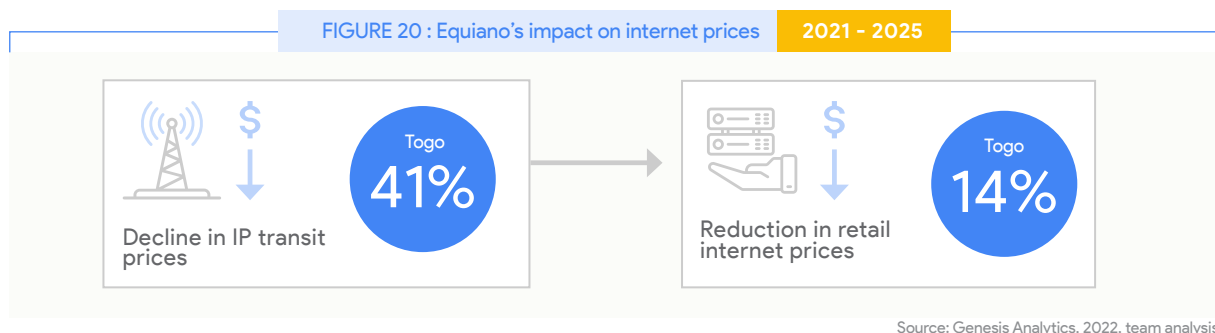 FIGURE 20 : Equiano's impact on internet prices 2021 - 2025
$
Togo
41%
Decline in IP transit
prices
$
Togo
14%
Reduction in retail
internet prices
Source: Genesis Analytics, 2022, team analysis